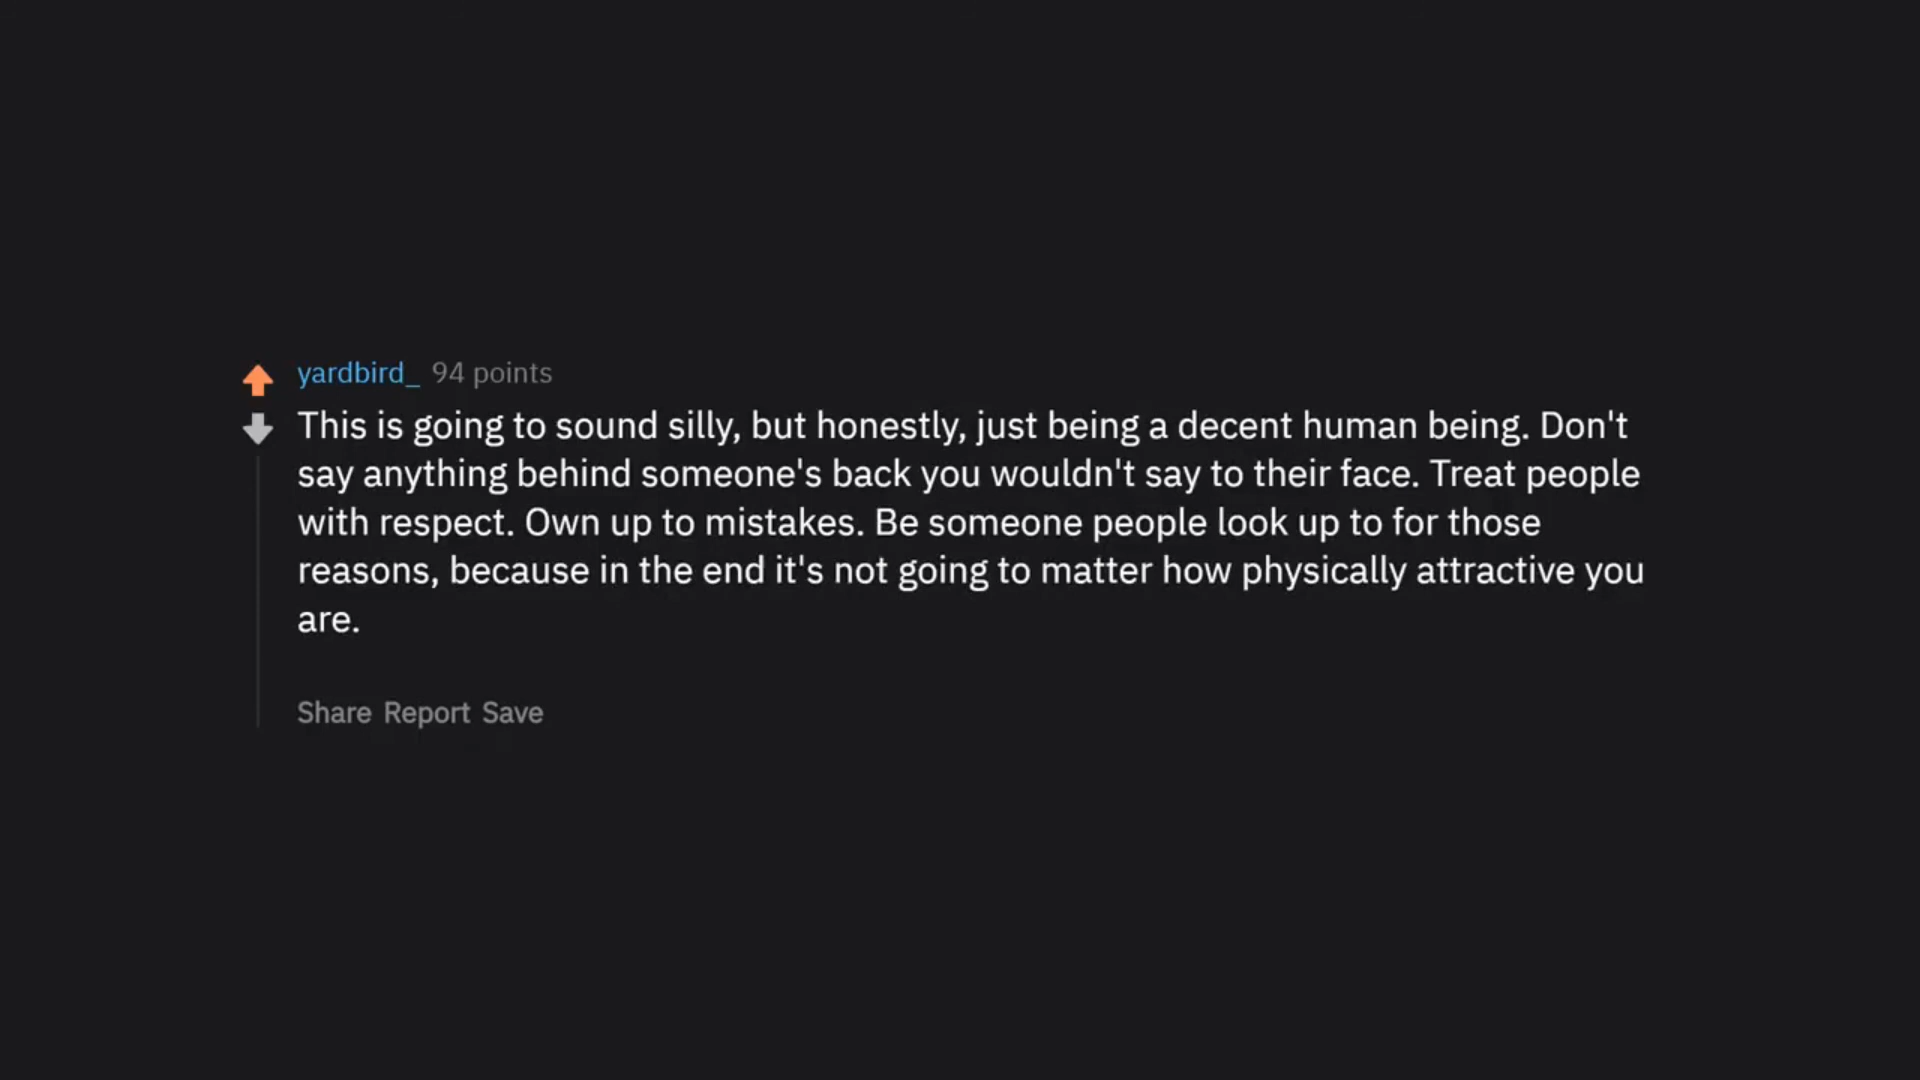 yardbird_ 94 points
This is going to sound silly, but honestly, just being a decent human being. Don't
say anything behind someone's back you wouldn't say to their face. Treat people
with respect. Own up to mistakes. Be someone people look up to for those
reasons, because in the end it's not going to matter how physically attractive you
are.
Share Report Save